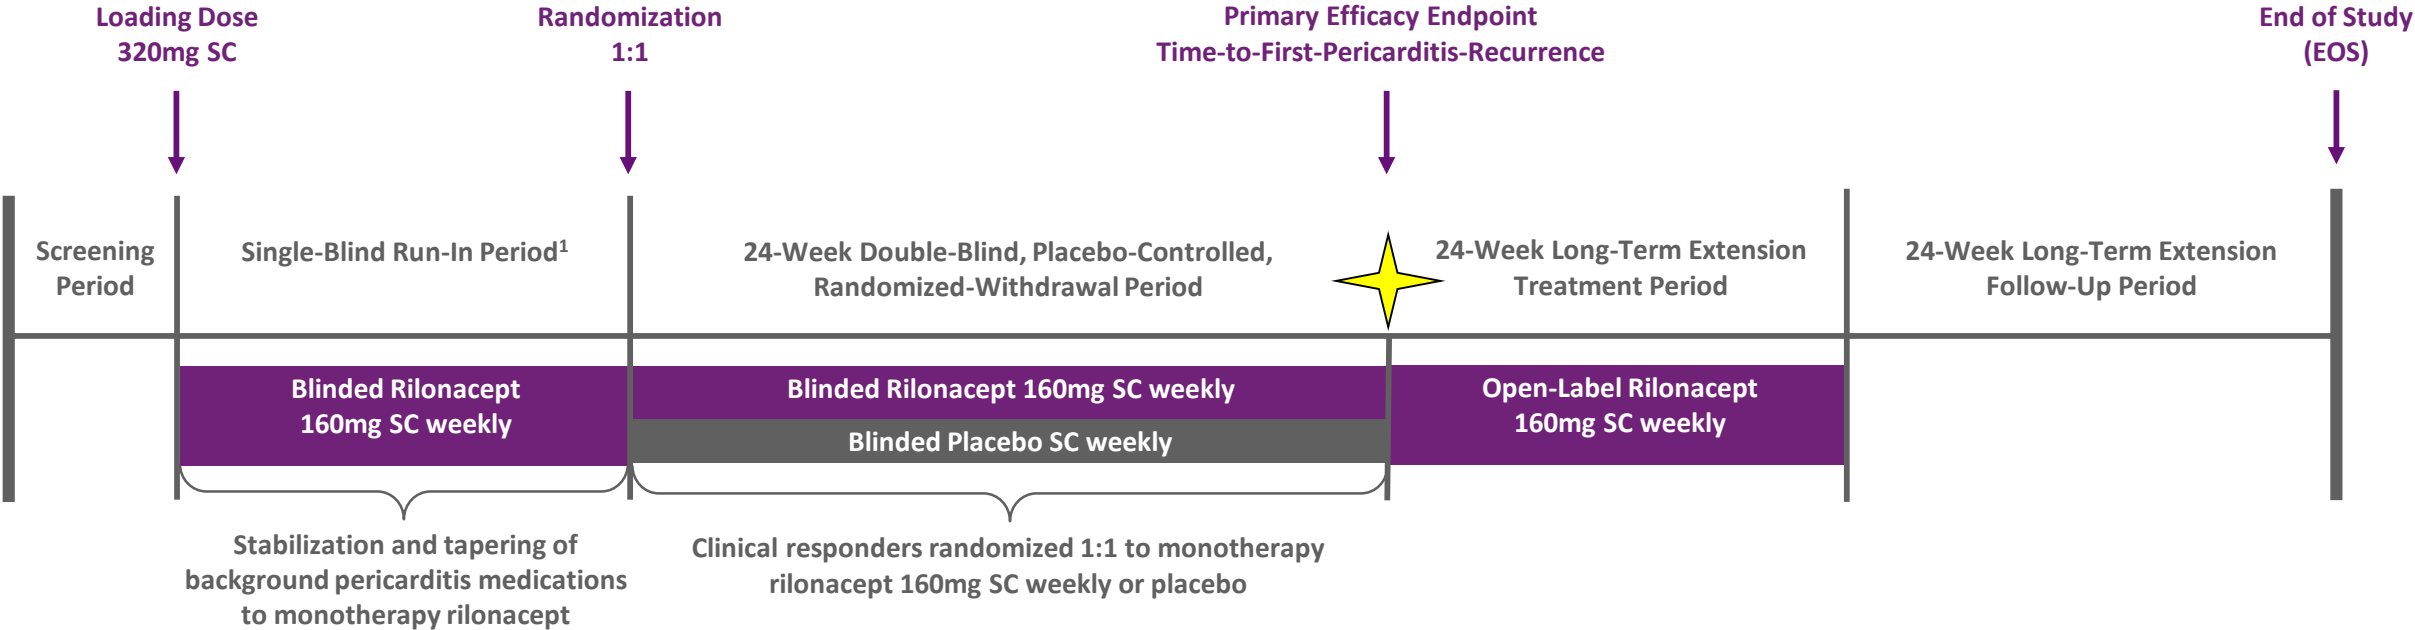 Loading Dose
320mg SC
Randomization
1:1
Primary Efficacy Endpoint
Time-to-First-Pericarditis-Recurrence
End of Study
(EOS)
Screening
Period
Single-Blind Run-In Period¹
24-Week Double-Blind, Placebo-Controlled,
Randomized-Withdrawal Period
24-Week Long-Term Extension
Treatment Period
24-Week Long-Term Extension
Follow-Up Period
Blinded Rilonacept
160mg SC weekly
Blinded Rilonacept 160mg SC weekly
Blinded Placebo SC weekly
Open-Label Rilonacept
160mg SC weekly
Stabilization and tapering of
background pericarditis medications
to monotherapy rilonacept
Clinical responders randomized 1:1 to monotherapy
rilonacept 160mg SC weekly or placebo